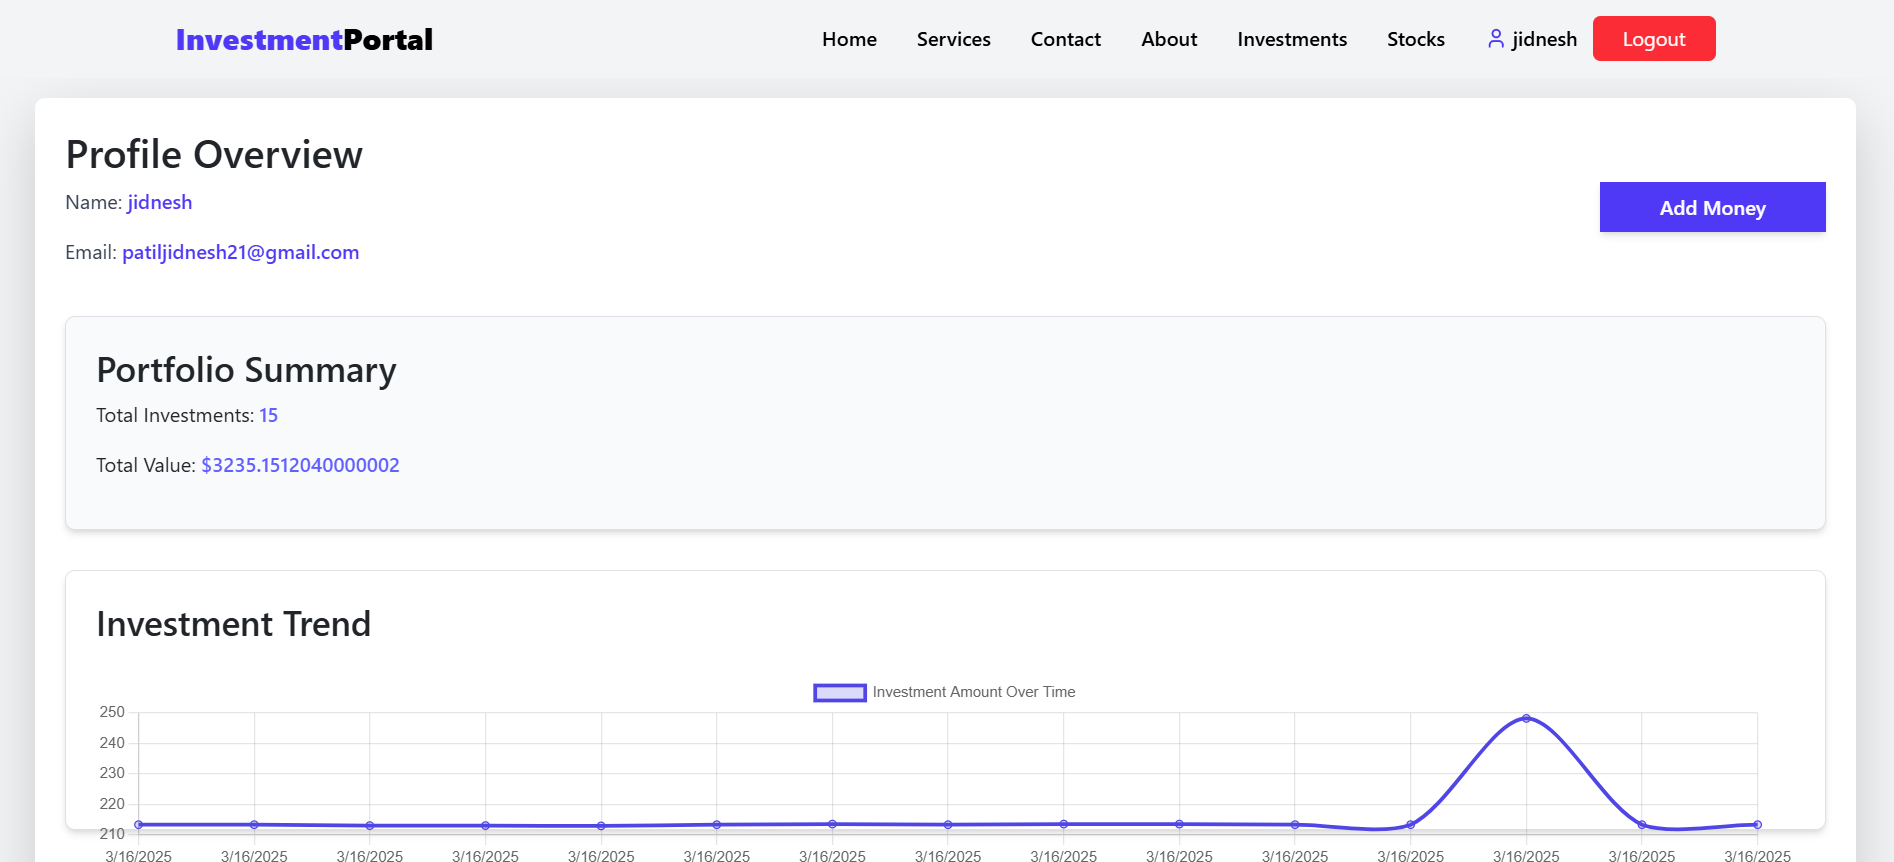 InvestmentPortal
Home Services Contact About Investments Stocks jidnesh Logout
Profile Overview
Name: jidnesh
Add Money
Email: patiljidnesh21@gmail.com
Portfolio Summary
Total Investments: 15
Total Value: $3235.1512040000002
Investment Trend
Investment Amount Over Time
250
240
230
220
210
3/16/2025 3/16/2025 3/16/2025 3/16/2025 3/16/2025 3/16/2025 3/16/2025 3/16/2025 3/16/2025 3/16/2025 3/16/2025 3/16/2025 3/16/2025 3/16/2025 3/16/2025